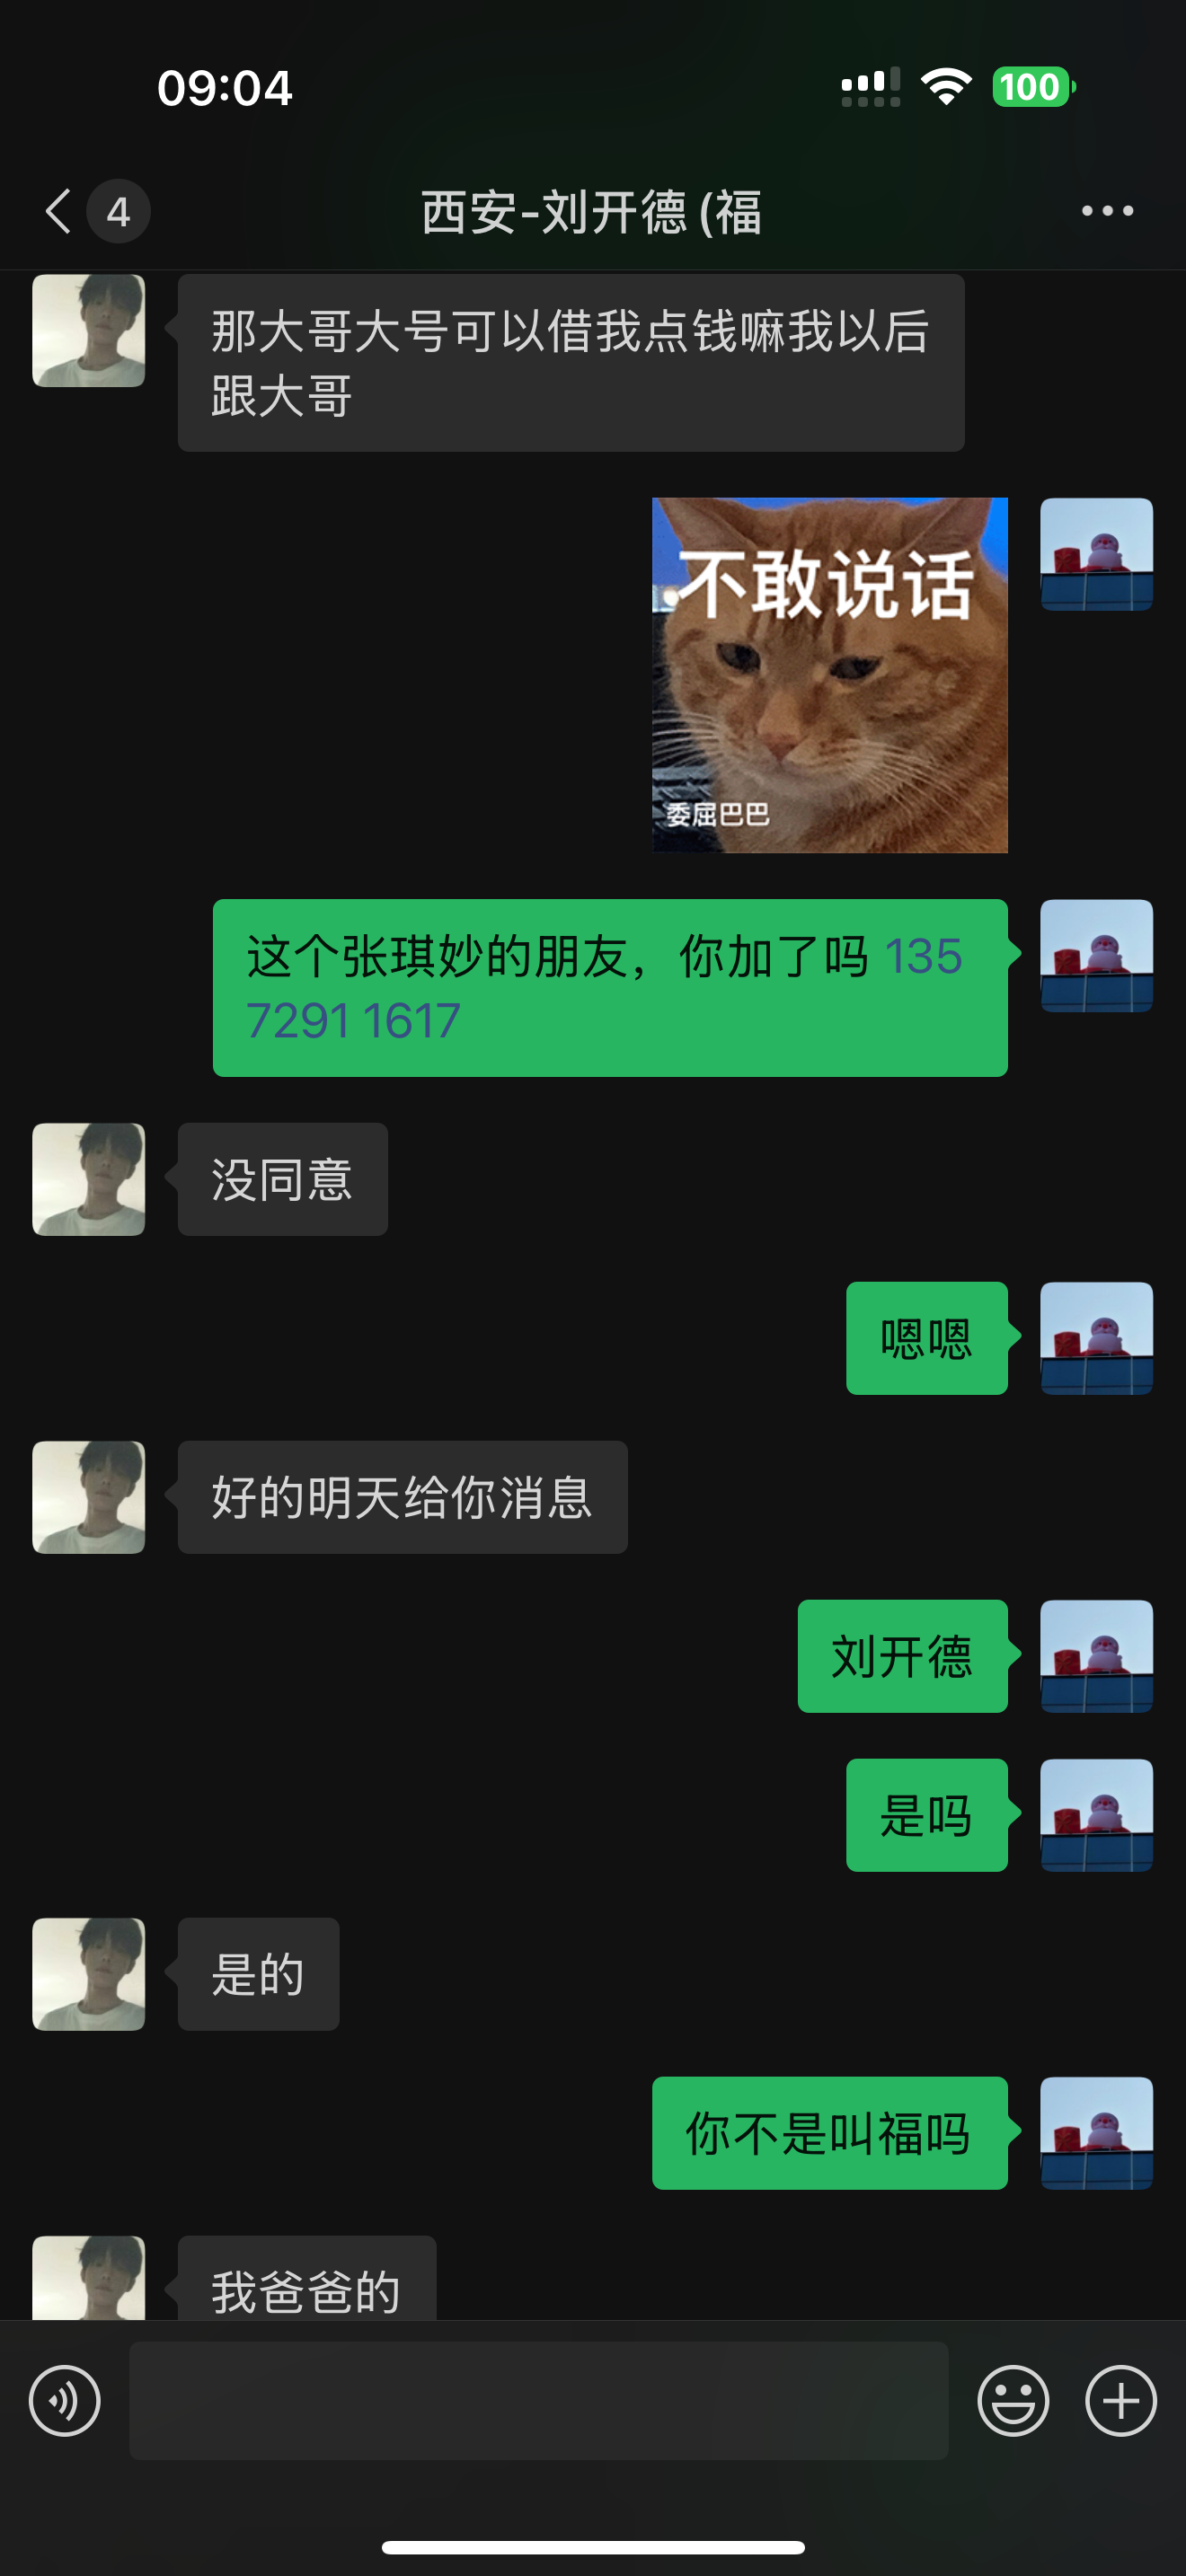 09:04
100
4
西安-刘开德 (福
那大哥大号可以借我点钱嘛我以后
跟大哥
不敢说话
委屈巴巴
这个张琪妙的朋友，你加了吗 135
7291 1617
没同意
嗯嗯
好的明天给你消息
刘开德
是吗
是的
你不是叫福吗
我爸爸的